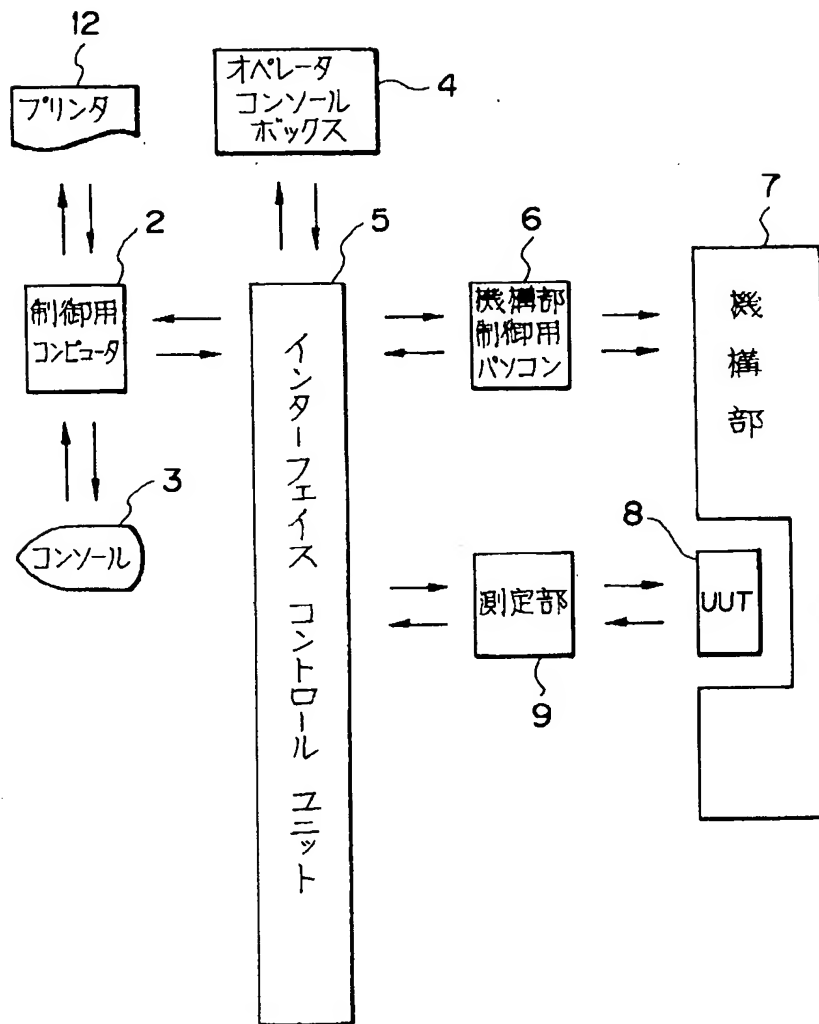 12
プリンタ
オペレータ
コンソール
ボックス
4
2
制御用
コンピュータ
3
コンソール
5
インターフェイス コントロール ユニット
6
機構部
制御用
パソコン
7
機構部
8
UUT
測定部
9